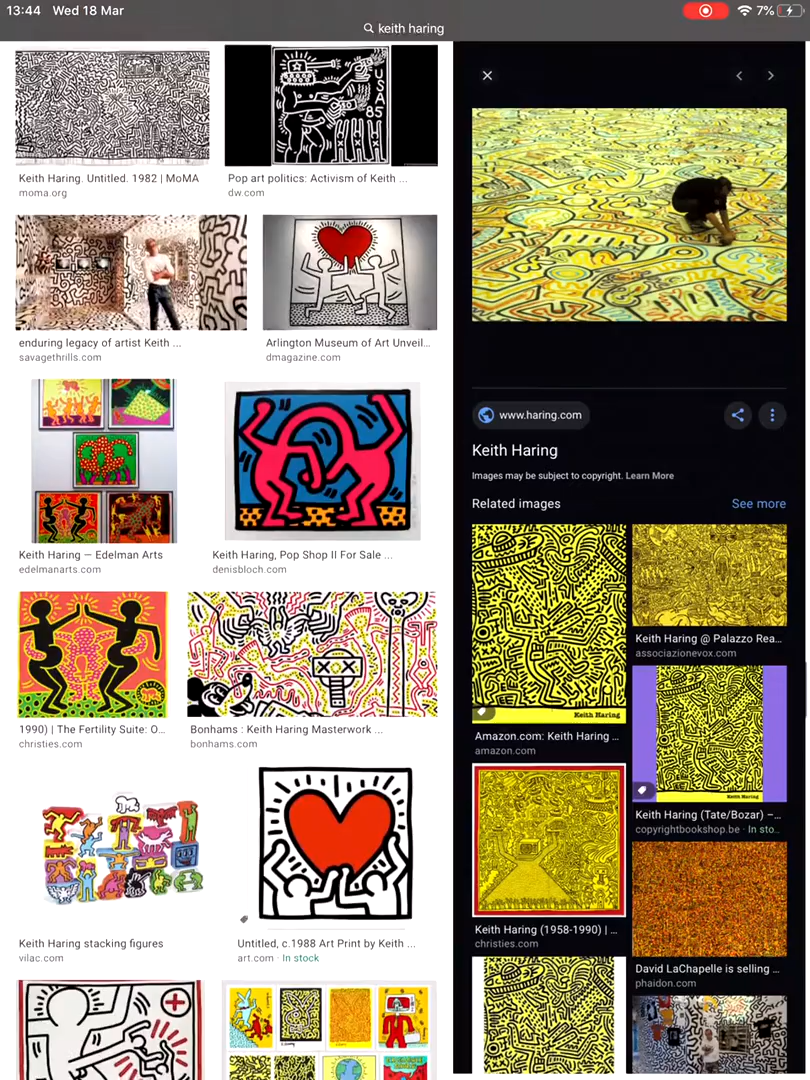 13:44 Wed 18 Mar
7%
keith haring
Keith Haring. Untitled. 1982 | MoMA
moma.org
USA 85
Pop art politics: Activism of Keith ...
dw.com
enduring legacy of artist Keith ...
savagethrills.com
Arlington Museum of Art Unveil...
dmagazine.com
Keith Haring — Edelman Arts
edelmanarts.com
Keith Haring, Pop Shop II For Sale ...
denisbloch.com
1990) | The Fertility Suite: O...
christies.com
Bonhams : Keith Haring Masterwork ...
bonhams.com
Keith Haring stacking figures
vilac.com
Untitled, c.1988 Art Print by Keith ...
art.com · In stock
www.haring.com
Keith Haring
Images may be subject to copyright. Learn More
Related images
See more
Keith Haring
Amazon.com: Keith Haring ...
amazon.com
Keith Haring @ Palazzo Rea...
associazionevox.com
Keith Haring
Keith Haring (Tate/Bozar) –...
copyrightbookshop.be · In sto...
Keith Haring (1958-1990) | ...
christies.com
David LaChapelle is selling ...
phaidon.com